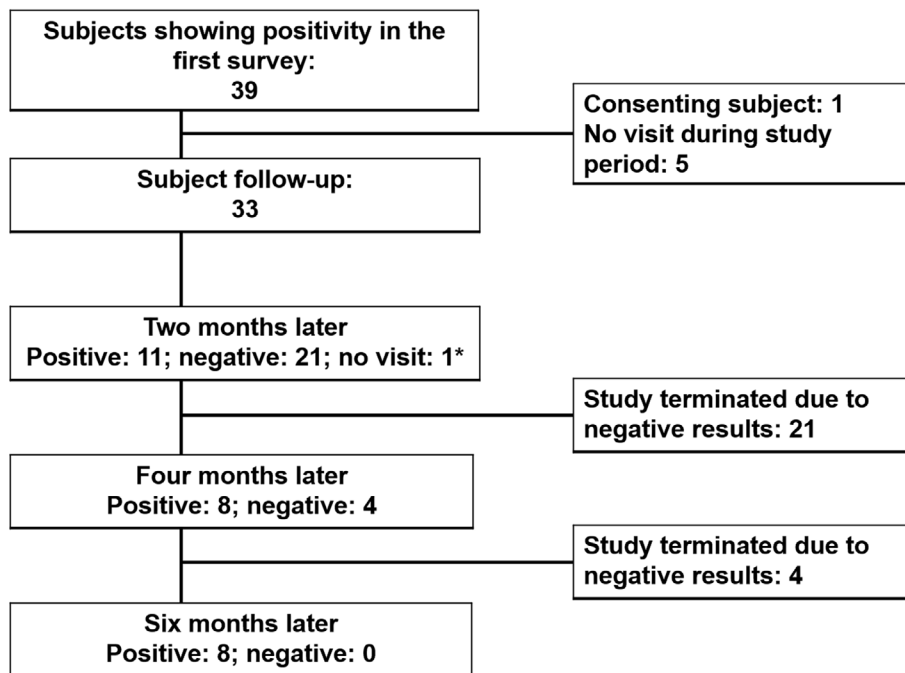 Subjects showing positivity in the
first survey:
39
Consenting subject: 1
No visit during study
period: 5
Subject follow-up:
33
Two months later
Positive: 11; negative: 21; no visit: 1*
Study terminated due to
negative results: 21
Four months later
Positive: 8; negative: 4
Study terminated due to
negative results: 4
Six months later
Positive: 8; negative: 0